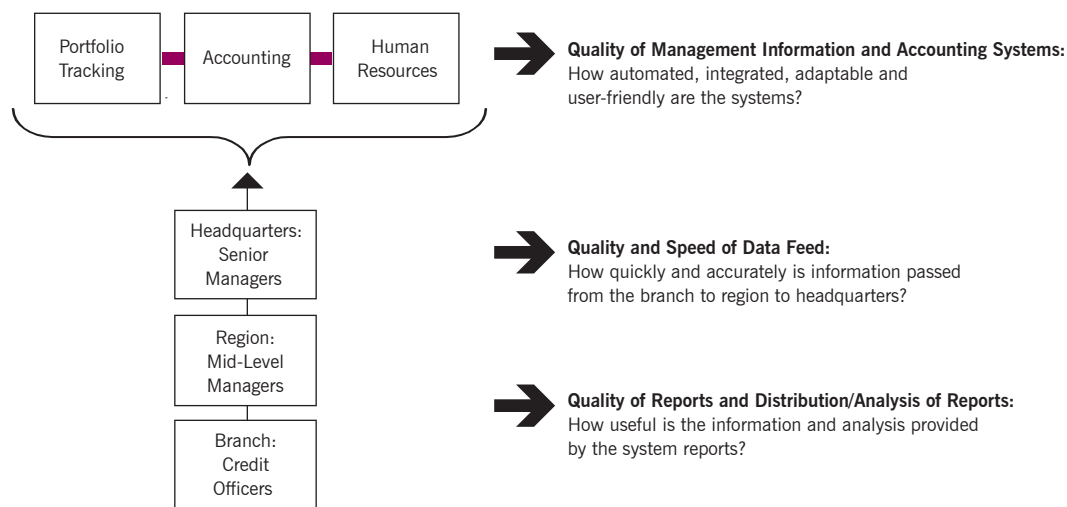 Portfolio
Tracking
Accounting
Human
Resources
Quality of Management Information and Accounting Systems:
How automated, integrated, adaptable and
user-friendly are the systems?
Headquarters:
Senior
Managers
Quality and Speed of Data Feed:
How quickly and accurately is information passed
from the branch to region to headquarters?
Region:
Mid-Level
Managers
Quality of Reports and Distribution/Analysis of Reports:
How useful is the information and analysis provided
by the system reports?
Branch:
Credit
Officers